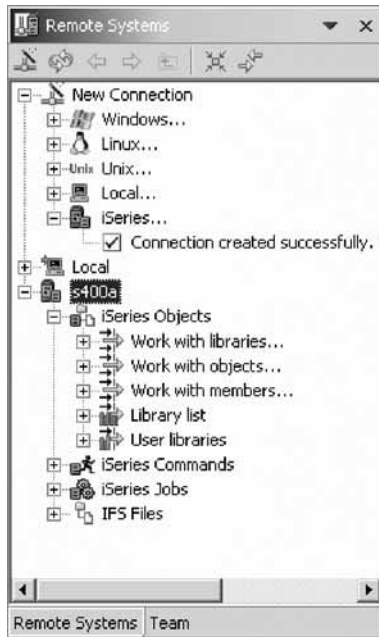 Remote Systems
New Connection
Windows...
Linux...
Unix Unix...
Local...
iSeries...
Connection created successfully.
Local
s400a
iSeries Objects
Work with libraries...
Work with objects...
Work with members...
Library list
User libraries
iSeries Commands
iSeries Jobs
IFS Files
Remote Systems Team